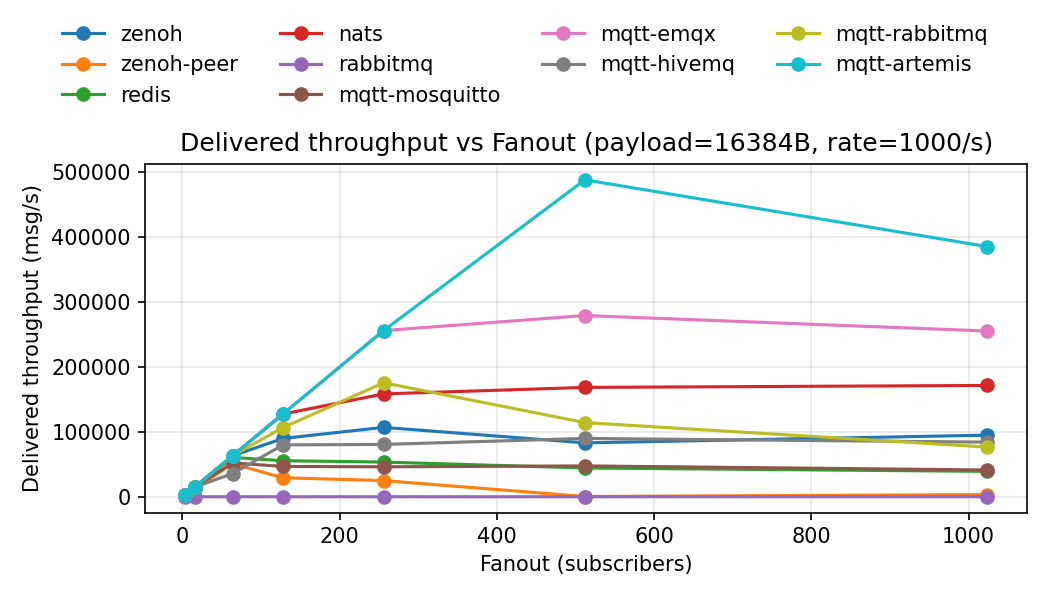 zenoh nats mqtt-emqx mqtt-rabbitmq
zenoh-peer rabbitmq mqtt-hivemq mqtt-artemis
redis mqtt-mosquitto
Delivered throughput vs Fanout (payload=16384B, rate=1000/s)
Delivered throughput (msg/s)
500000
400000
300000
200000
100000
0
0 200 400 600 800 1000
Fanout (subscribers)